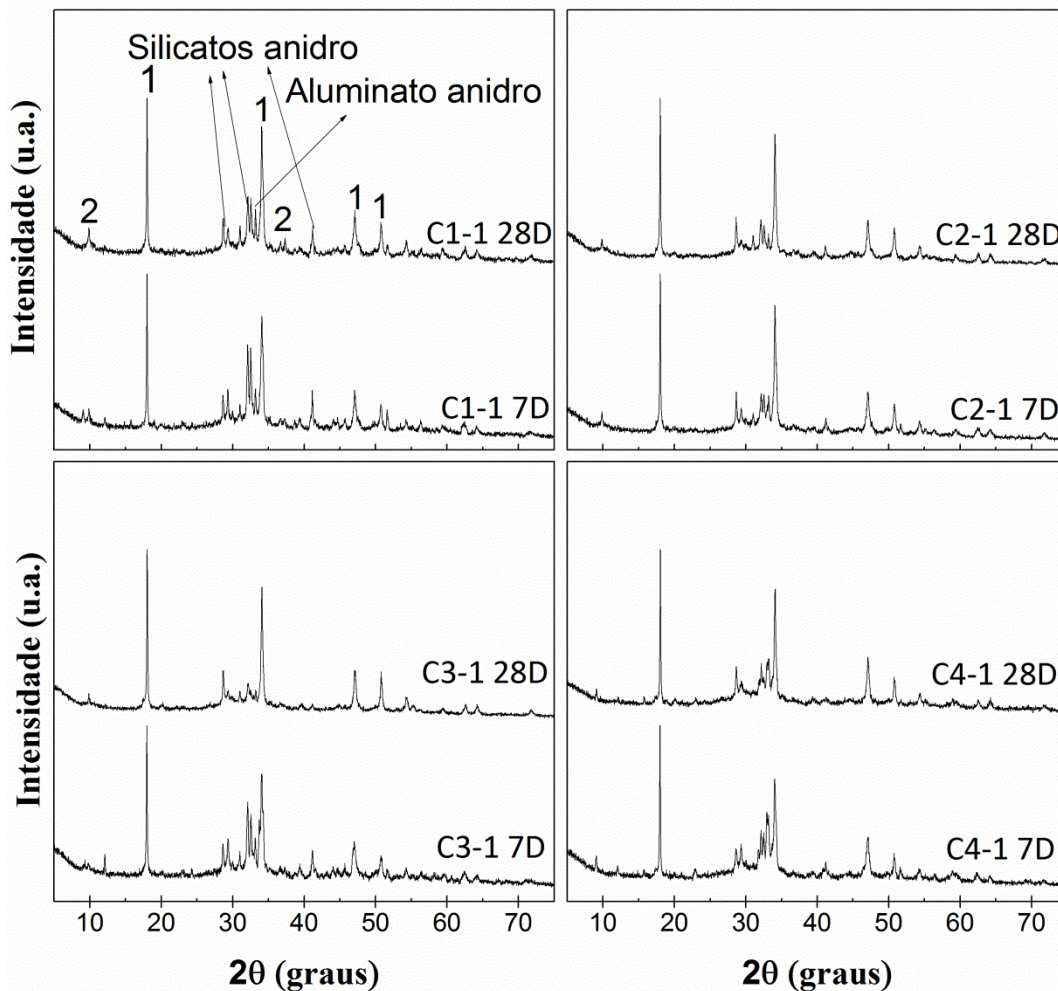 Silicatos anidro
1
Aluminato anidro
1
2
2
1
1
C1-1 28D
C1-1 7D
C2-1 28D
C2-1 7D
Intensidade (u.a.)
C3-1 28D
C3-1 7D
C4-1 28D
C4-1 7D
Intensidade (u.a.)
10 20 30 40 50 60 70
10 20 30 40 50 60 70
2θ (graus)
2θ (graus)